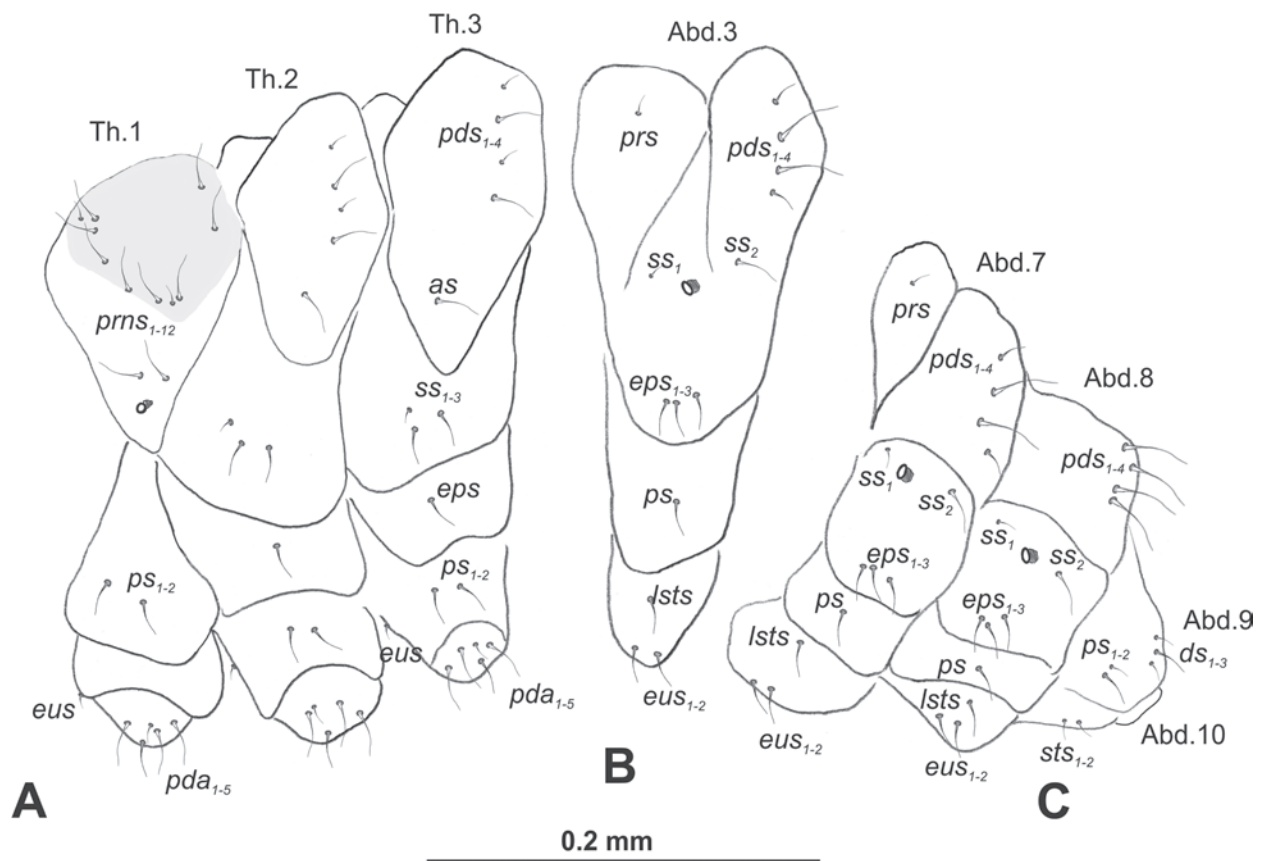 Th.1
Th.2
Th.3
pds1-4
as
prns1-12
ss1-3
eps
ps1-2
ps1-2
eus
eus
pda1-5
pda1-5
A
Abd.3
prs
pds1-4
ss1
ss2
eps1-3
ps
lsts
eus1-2
B
Abd.7
prs
pds1-4
Abd.8
pds1-4
ss1
ss2
ss1
ss2
eps1-3
eps1-3
ps
lsts
Abd.9
ps1-2
ds1-3
ps
lsts
Abd.10
eus1-2
sts1-2
eus1-2
C
0.2 mm